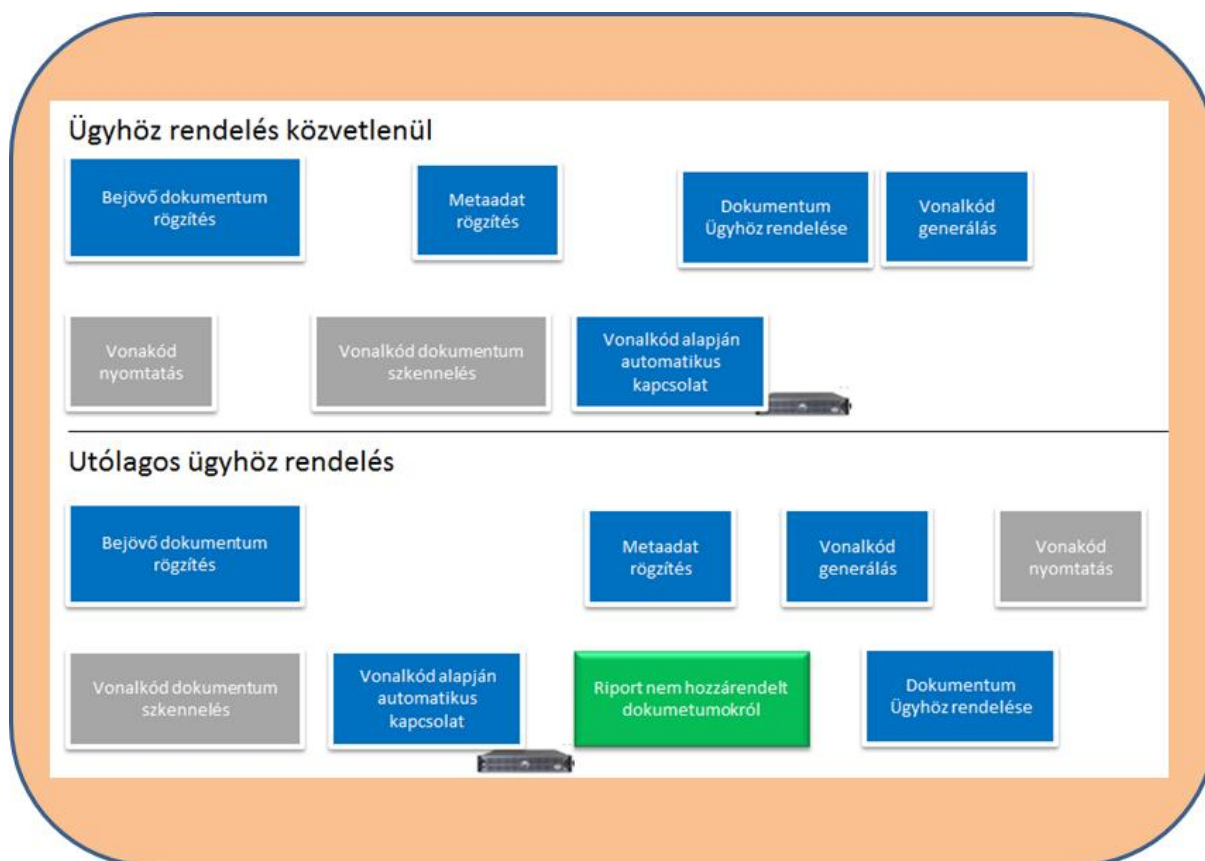 Ügyhöz rendelés közvetlenül
Bejövő dokumentum
rögzítés
Metaadat
rögzítés
Dokumentum
Ügyhöz rendelése
Vonalkód
generálás
Vonakód
nyomtatás
Vonalkód dokumentum
szkennelés
Vonalkód alapján
automatikus
kapcsolat
Utólagos ügyhöz rendelés
Bejövő dokumentum
rögzítés
Metaadat
rögzítés
Vonalkód
generálás
Vonakód
nyomtatás
Vonalkód dokumentum
szkennelés
Vonalkód alapján
automatikus
kapcsolat
Riport nem hozzárendelt
dokumetumokról
Dokumentum
Ügyhöz rendelése